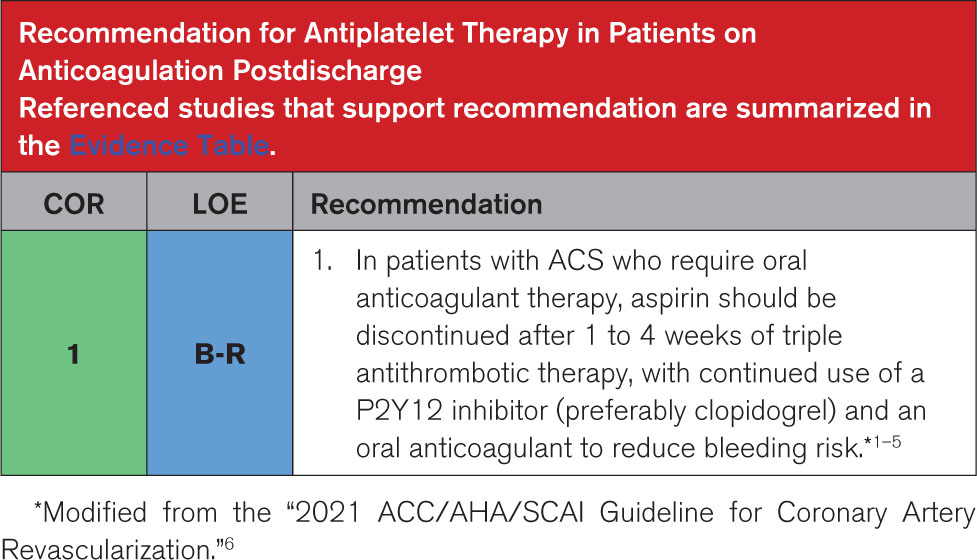 Recommendation for Antiplatelet Therapy in Patients on
Anticoagulation Postdischarge
Referenced studies that support recommendation are summarized in
the Evidence Table.
COR LOE Recommendation
1 B-R
1. In patients with ACS who require oral
anticoagulant therapy, aspirin should be
discontinued after 1 to 4 weeks of triple
antithrombotic therapy, with continued use of a
P2Y12 inhibitor (preferably clopidogrel) and an
oral anticoagulant to reduce bleeding risk.*1–5
*Modified from the “2021 ACC/AHA/SCAI Guideline for Coronary Artery
Revascularization.”6